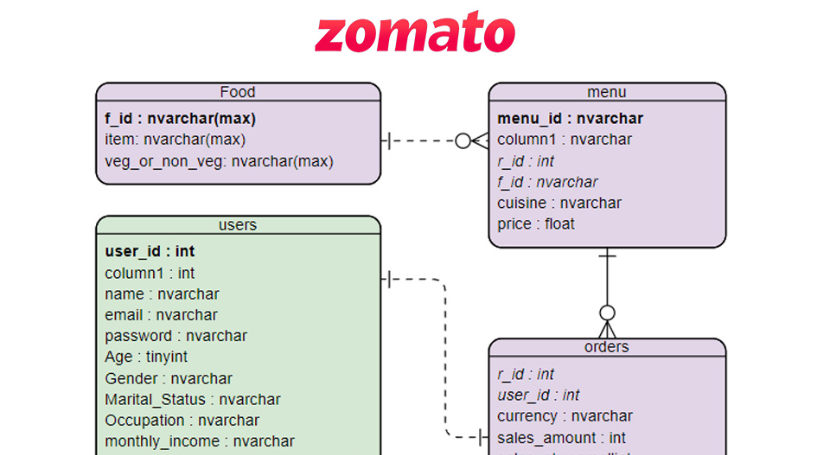 zomato
Food
f_id : nvarchar(max)
item: nvarchar(max)
veg_or_non_veg: nvarchar(max)
menu
menu_id : nvarchar
column1 : nvarchar
r_id : int
f_id : nvarchar
cuisine : nvarchar
price : float
users
user_id : int
column1 : int
name : nvarchar
email : nvarchar
password : nvarchar
Age : tinyint
Gender : nvarchar
Marital_Status : nvarchar
Occupation : nvarchar
monthly_income : nvarchar
orders
r_id : int
user_id : int
currency : nvarchar
sales_amount : int